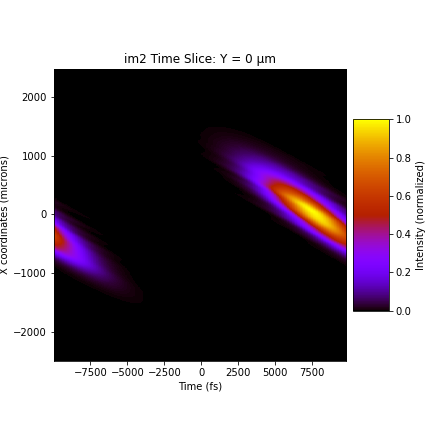 im2 Time Slice: Y = 0 μm
X coordinates (microns)
2000
1000
0
−1000
−2000
−7500 −5000 −2500 0 2500 5000 7500
Time (fs)
1.0
0.8
0.6
0.4
0.2
0.0
Intensity (normalized)